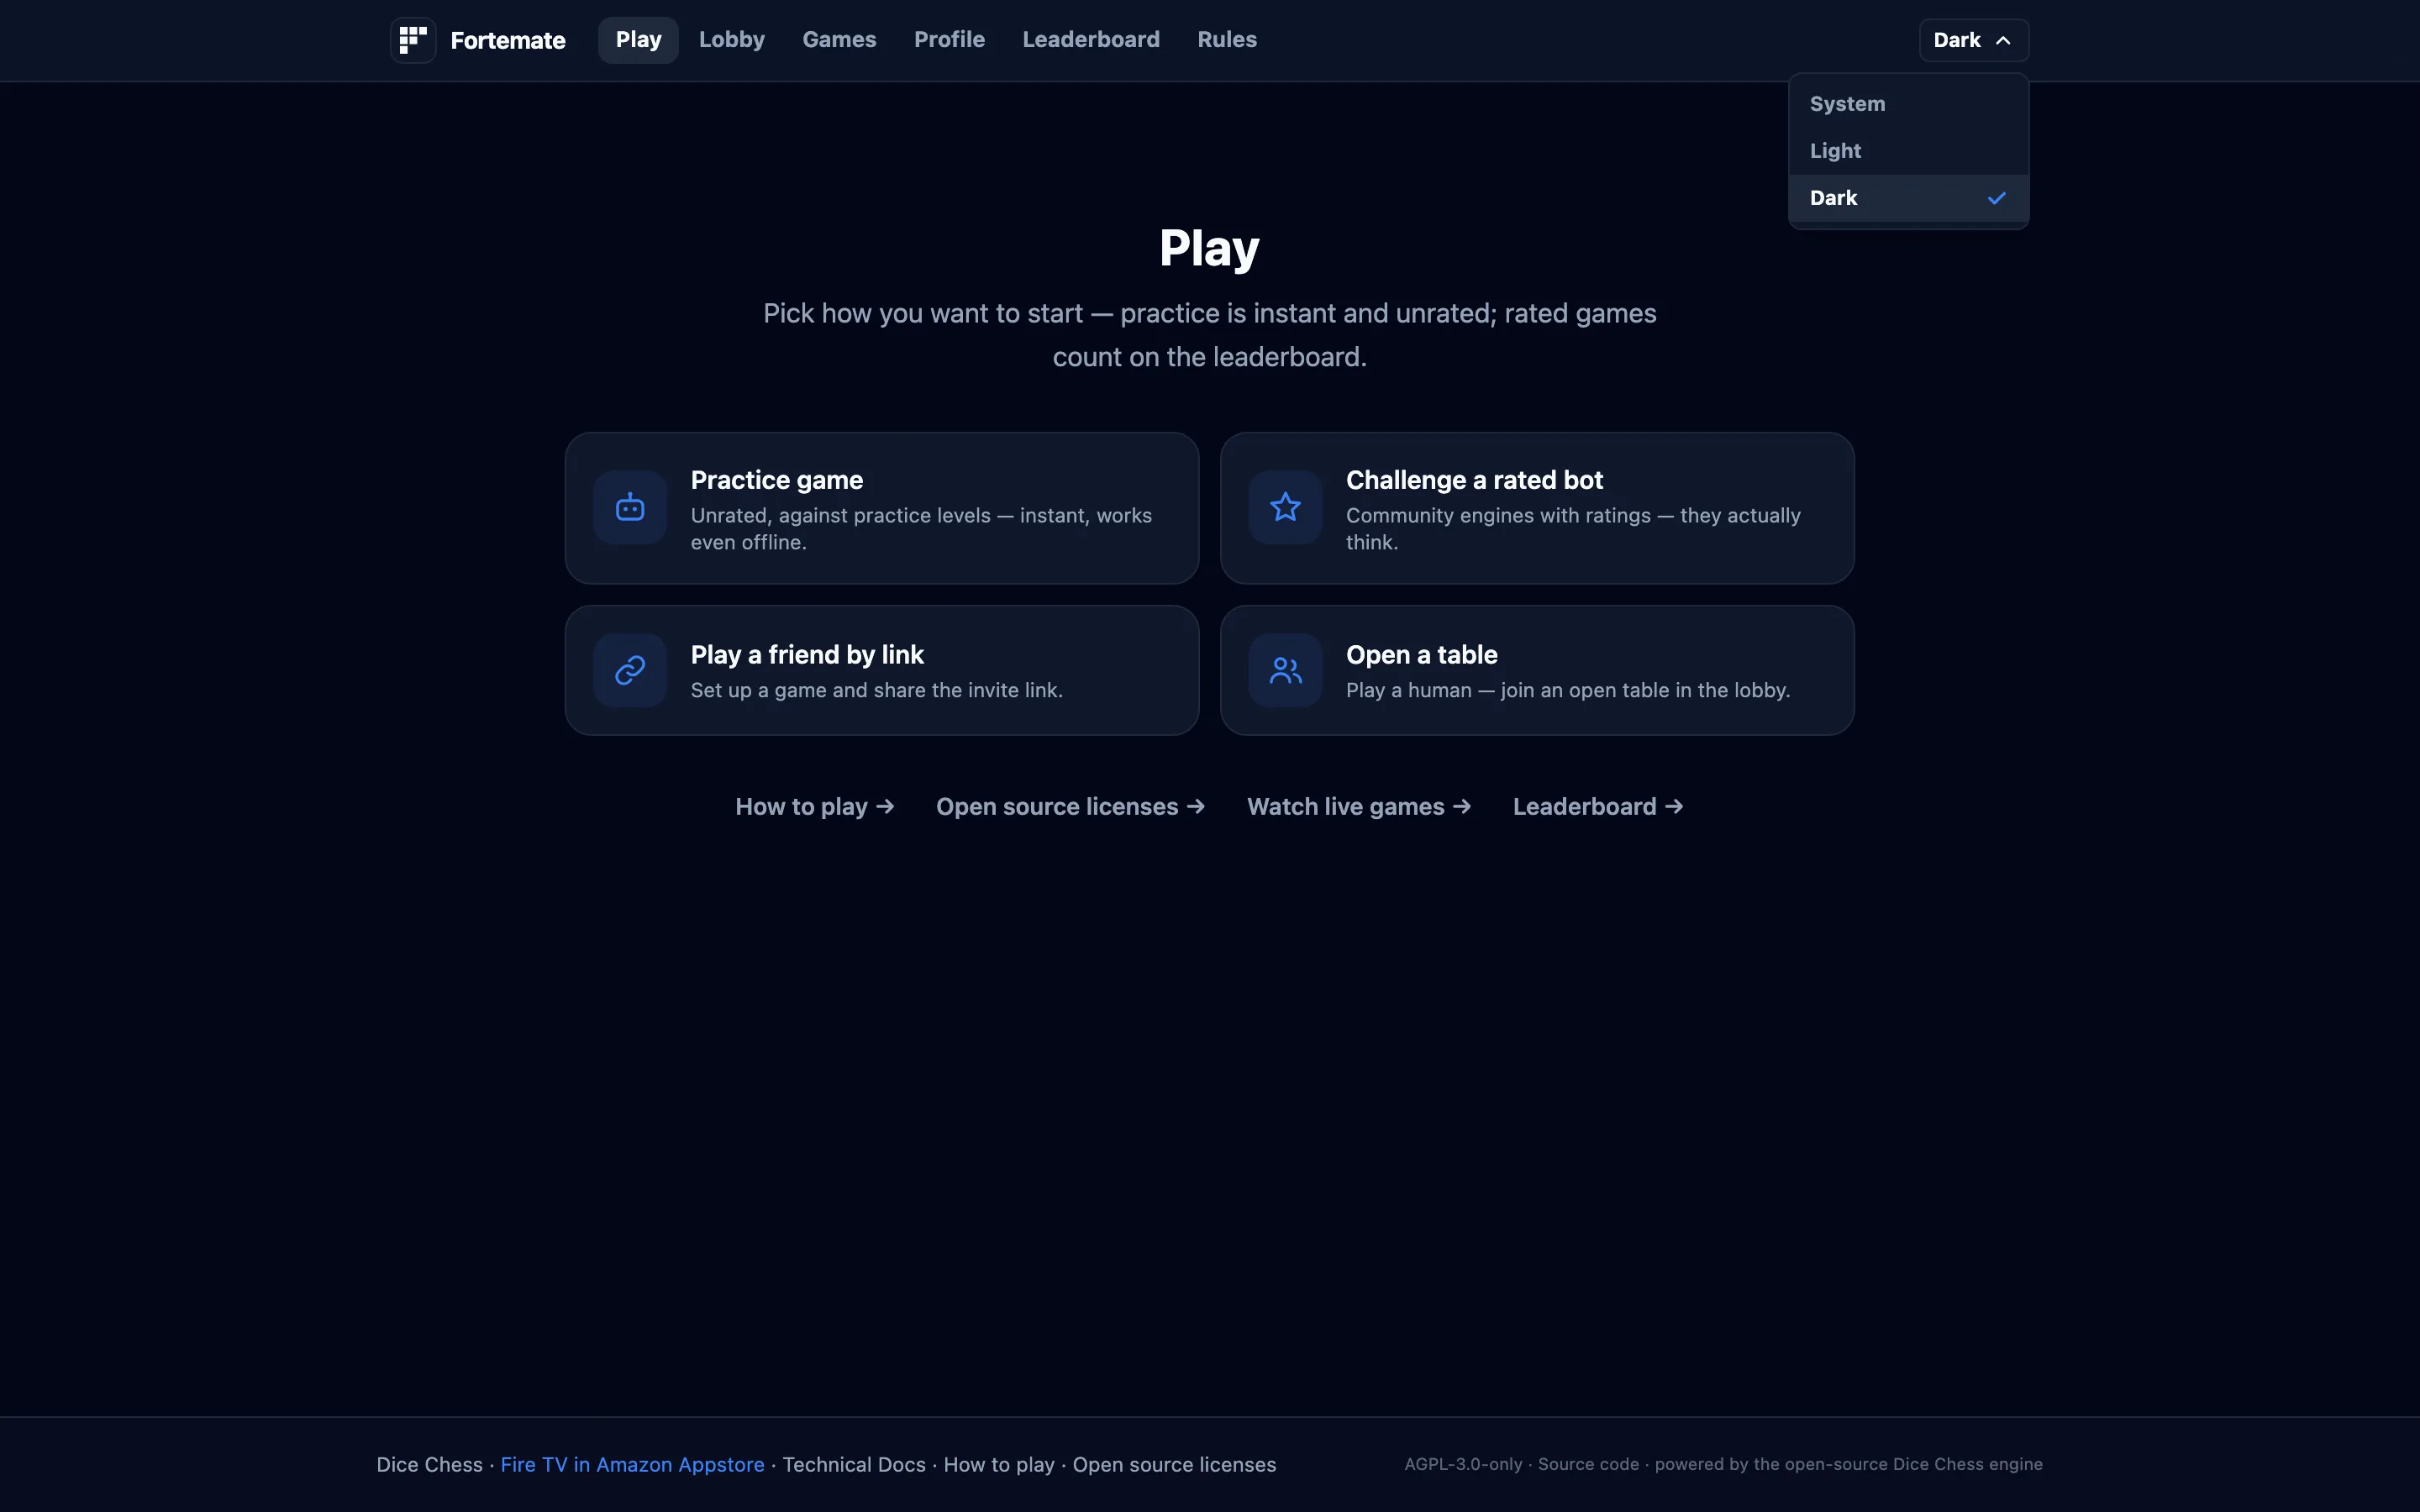 Fortemate
Play
Lobby
Games
Profile
Leaderboard
Rules
Dark
System
Light
Dark
Play
Pick how you want to start — practice is instant and unrated; rated games
count on the leaderboard.
Practice game
Unrated, against practice levels — instant, works
even offline.
Challenge a rated bot
Community engines with ratings — they actually
think.
Play a friend by link
Set up a game and share the invite link.
Open a table
Play a human — join an open table in the lobby.
How to play →
Open source licenses →
Watch live games →
Leaderboard →
Dice Chess · Fire TV in Amazon Appstore · Technical Docs · How to play · Open source licenses
AGPL-3.0-only · Source code · powered by the open-source Dice Chess engine